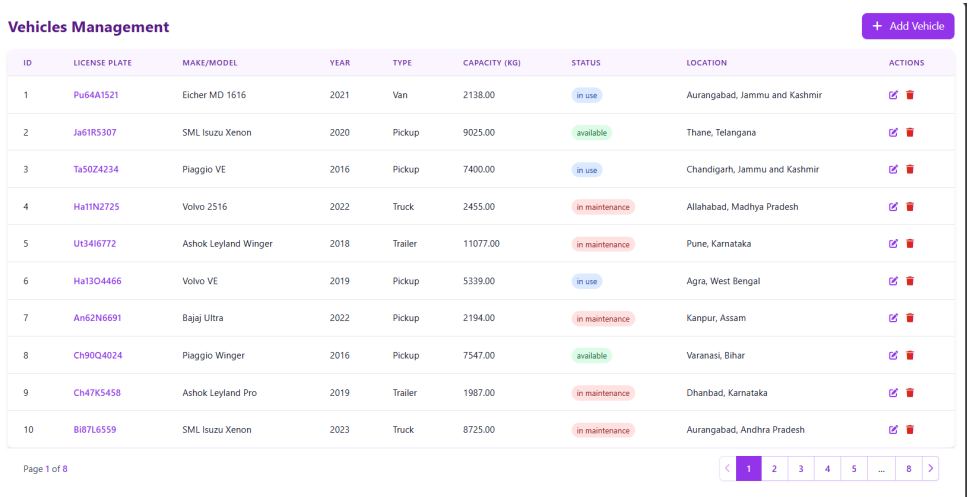 Vehicles Management
+ Add Vehicle
ID LICENSE PLATE MAKE/MODEL YEAR TYPE CAPACITY (KG) STATUS LOCATION ACTIONS
1 Pu64A1521 Eicher MD 1616 2021 Van 2138.00 in use Aurangabad, Jammu and Kashmir
2 Ja61R5307 SML Isuzu Xenon 2020 Pickup 9025.00 available Thane, Telangana
3 Ta50Z4234 Piaggio VE 2016 Pickup 7400.00 in use Chandigarh, Jammu and Kashmir
4 Ha11N2725 Volvo 2516 2022 Truck 2455.00 in maintenance Allahabad, Madhya Pradesh
5 Ut34I6772 Ashok Leyland Winger 2018 Trailer 11077.00 in maintenance Pune, Karnataka
6 Ha13O4466 Volvo VE 2019 Pickup 5339.00 in use Agra, West Bengal
7 An62N6691 Bajaj Ultra 2022 Pickup 2194.00 in maintenance Kanpur, Assam
8 Ch90Q4024 Piaggio Winger 2016 Pickup 7547.00 available Varanasi, Bihar
9 Ch47K5458 Ashok Leyland Pro 2019 Trailer 1987.00 in maintenance Dhanbad, Karnataka
10 Bi87L6559 SML Isuzu Xenon 2023 Truck 8725.00 in maintenance Aurangabad, Andhra Pradesh
Page 1 of 8 < 1 2 3 4 5 ... 8 >